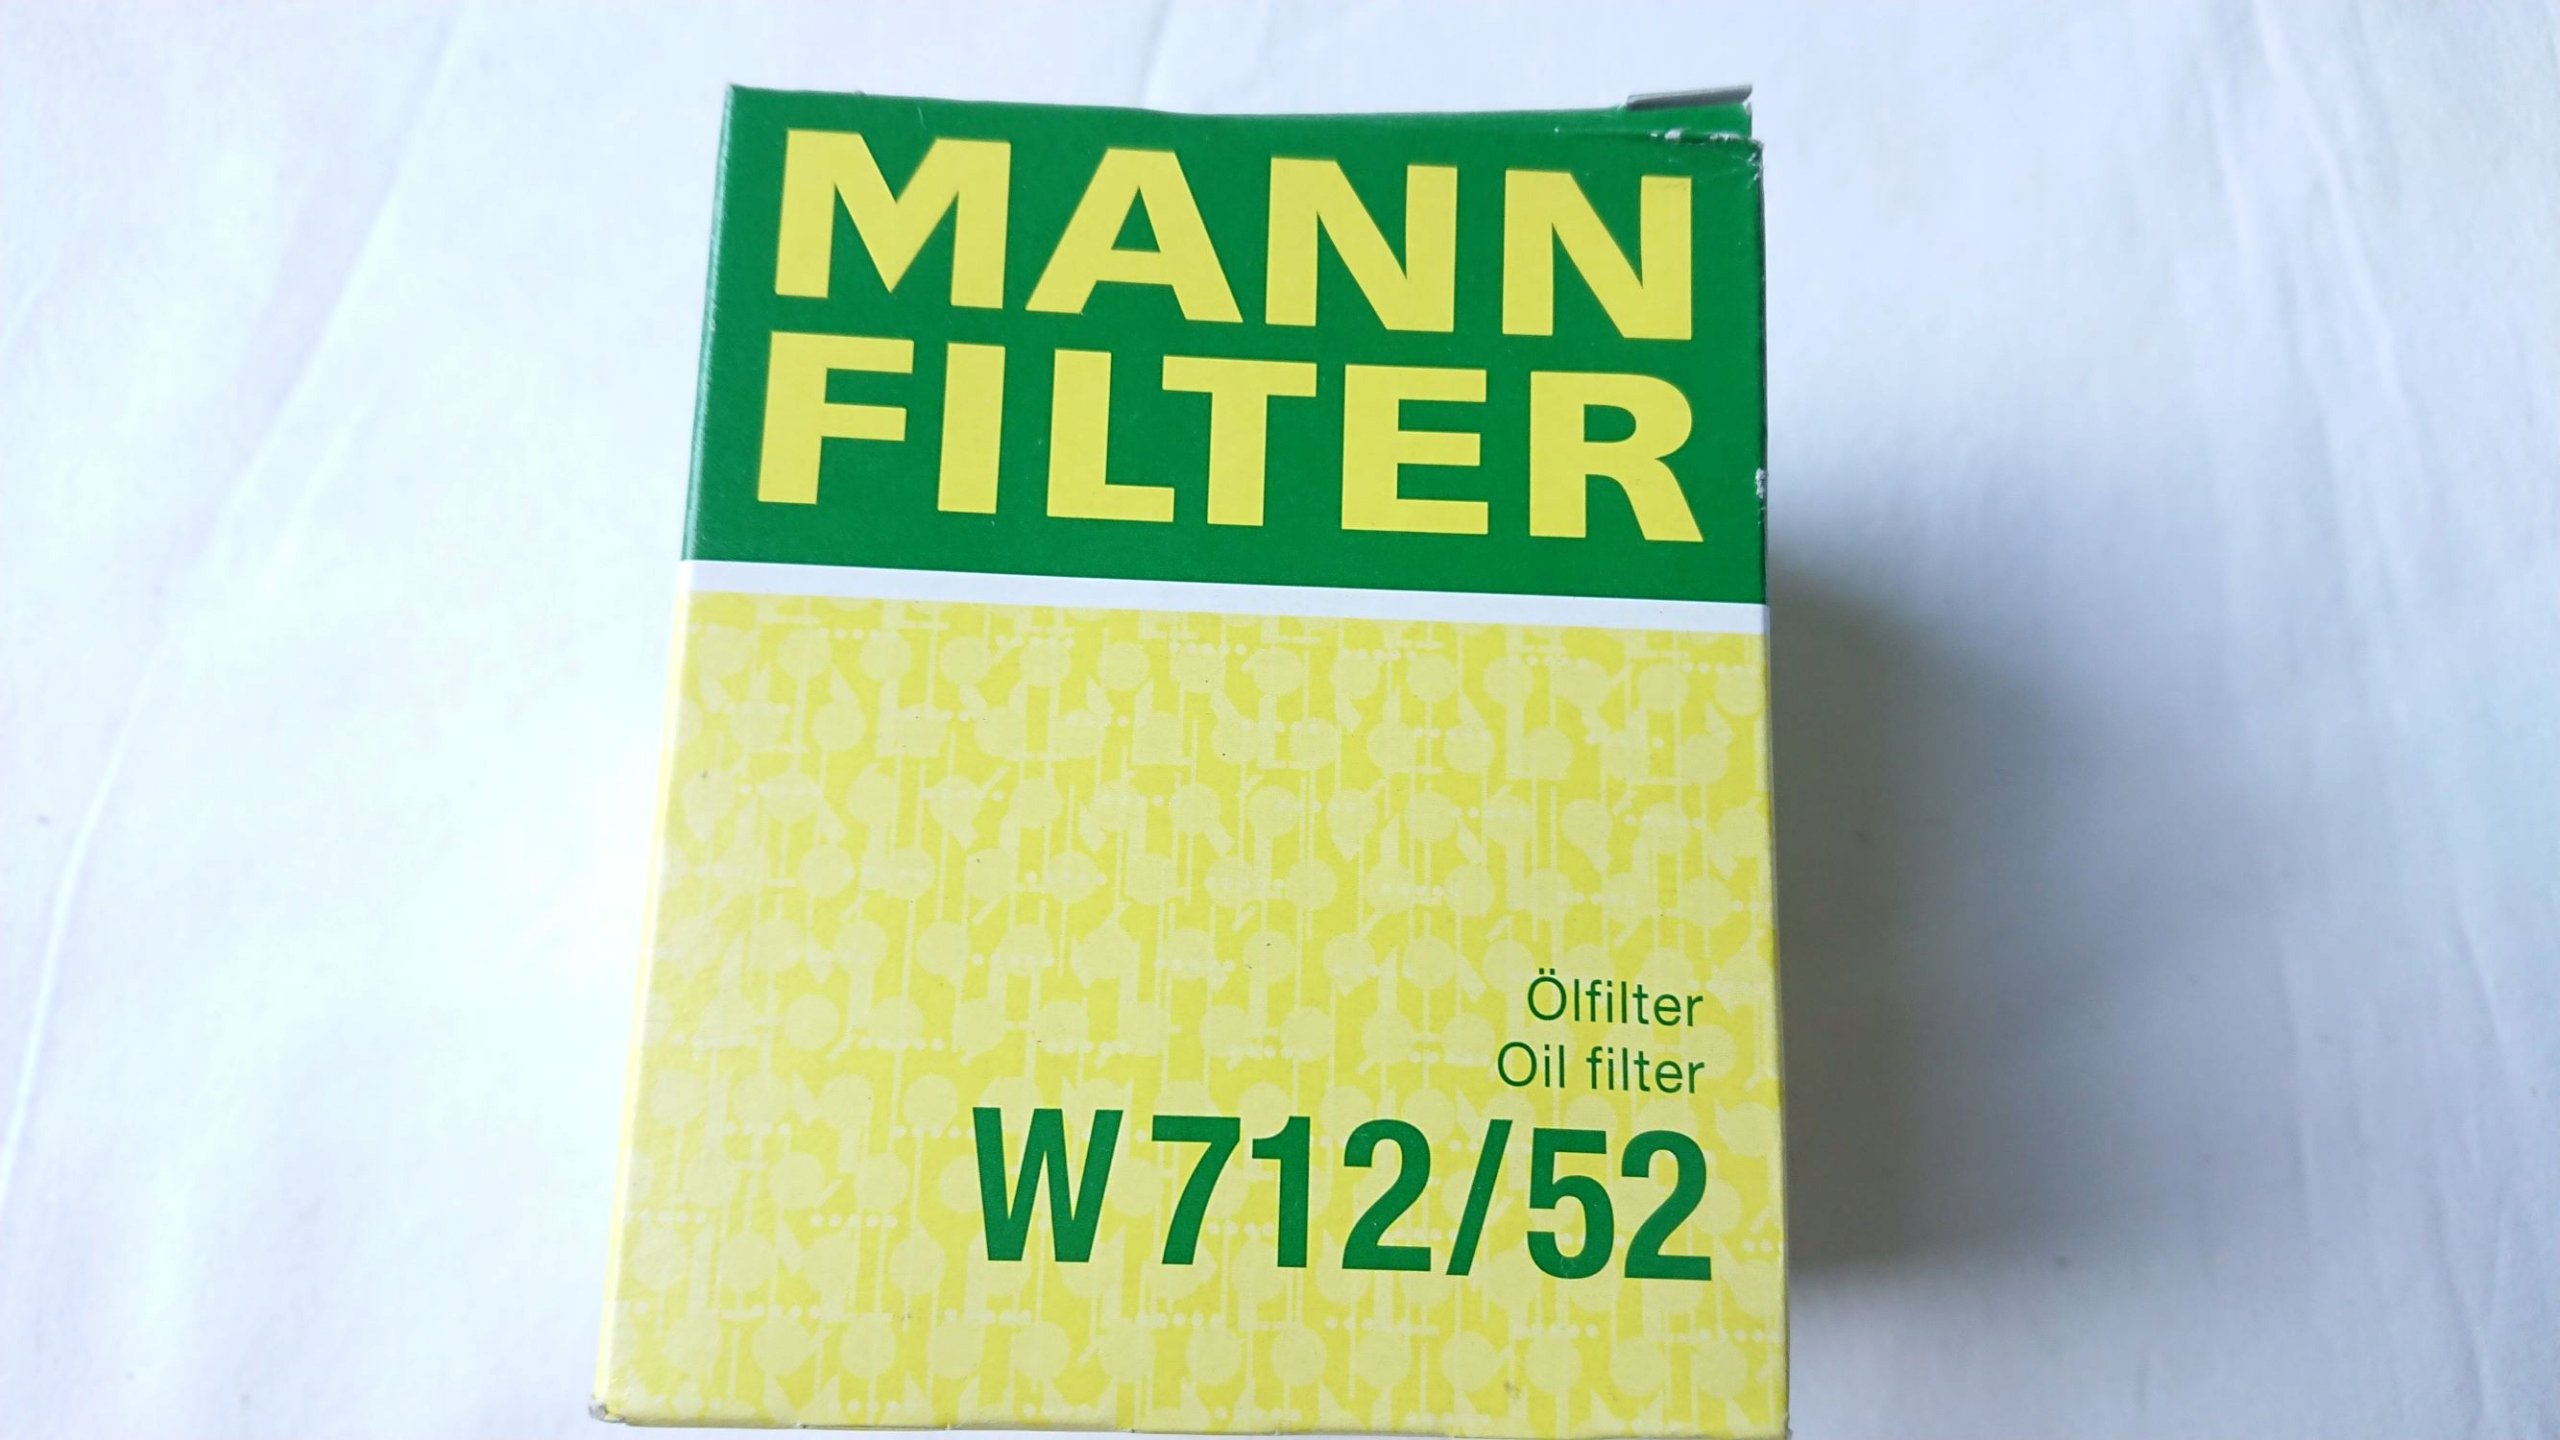 MANN
FILTER
Ölfilter
Oil filter
W 712/52